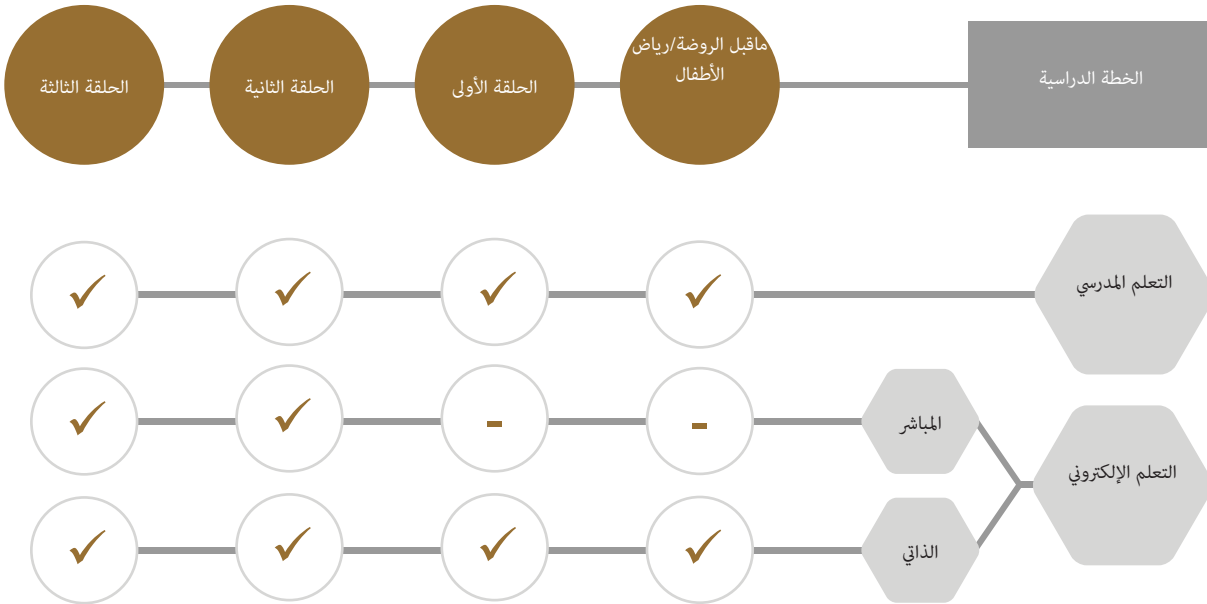 الخطة الدراسية
ماقبل الروضة/رياض
الأطفال
الحلقة الأولى
الحلقة الثانية
الحلقة الثالثة
التعلم المدرسي
✓ ✓ ✓ ✓
التعلم الإلكتروني
المباشر
- - ✓ ✓
الذاتي
✓ ✓ ✓ ✓